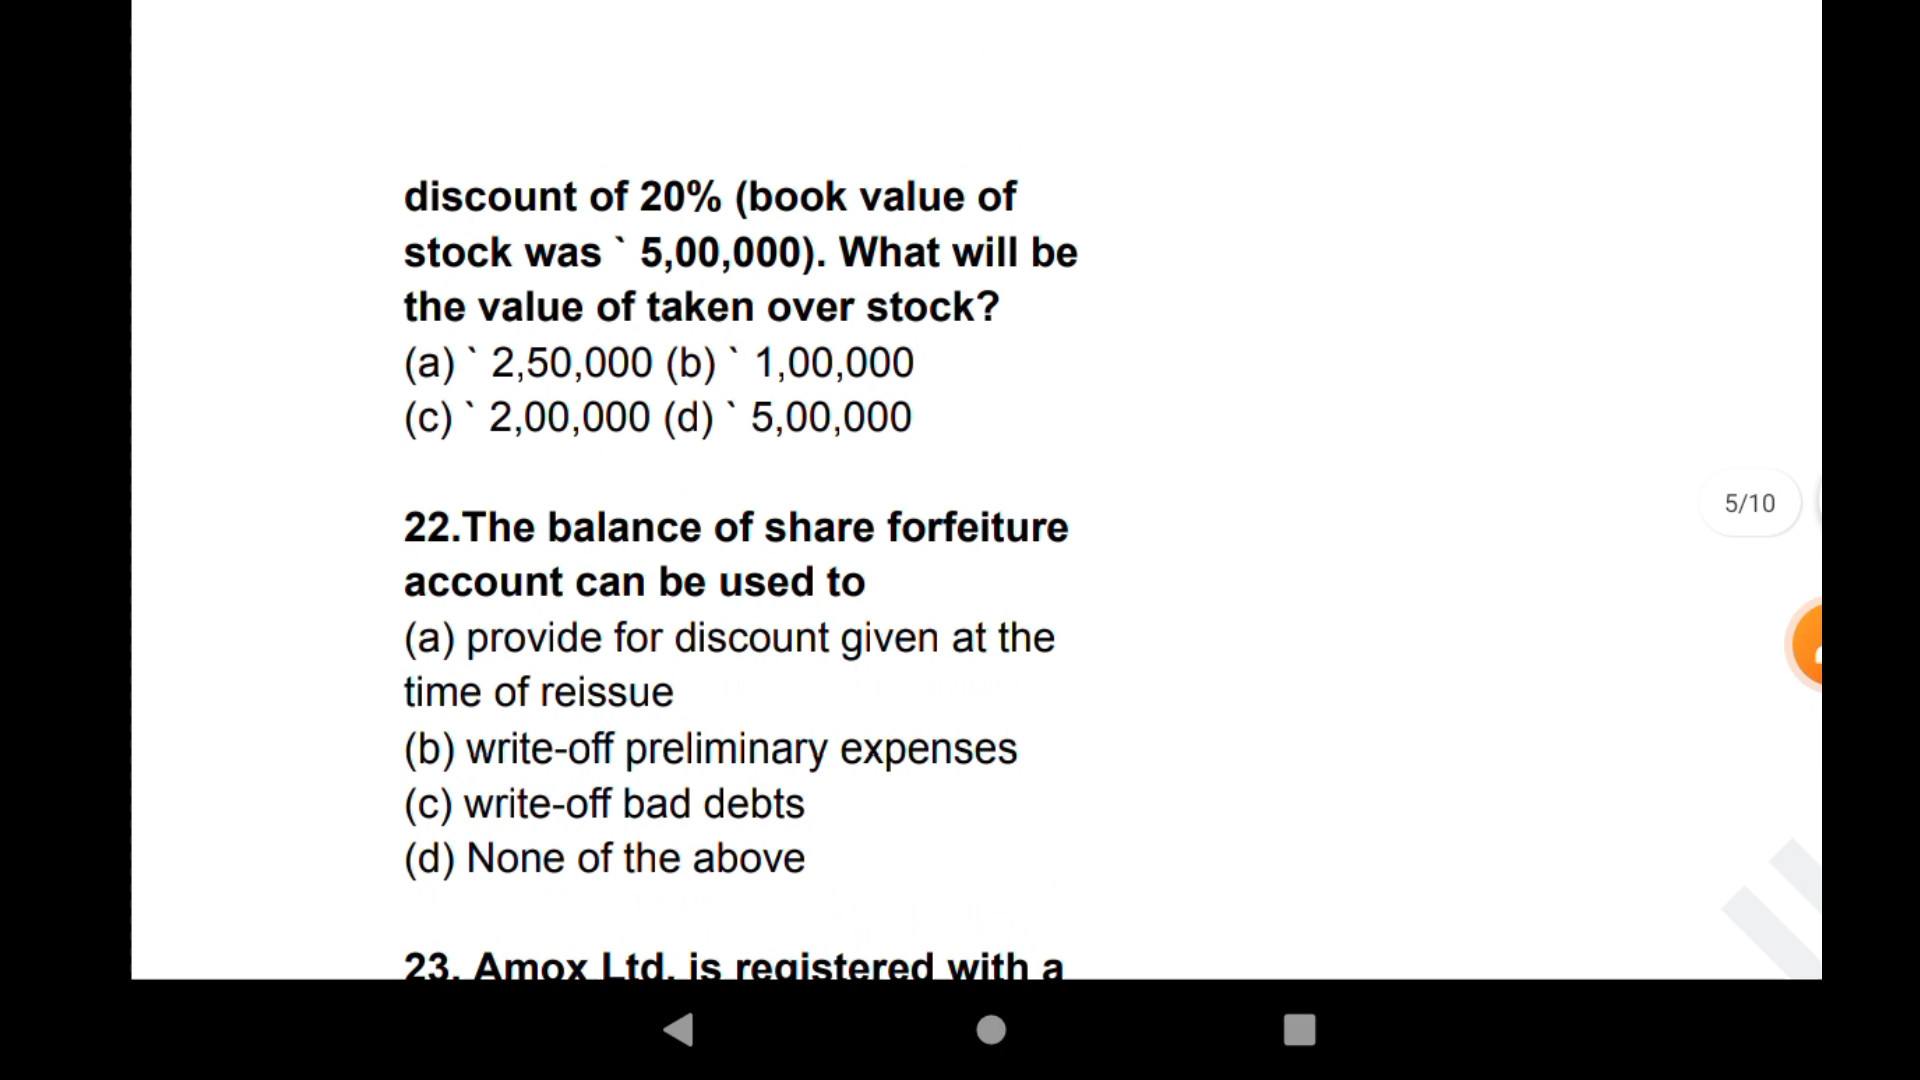 discount of 20% (book value of
stock was ` 5,00,000). What will be
the value of taken over stock?
(a) ` 2,50,000 (b) ` 1,00,000
(c) ` 2,00,000 (d) ` 5,00,000
22.The balance of share forfeiture
account can be used to
(a) provide for discount given at the
time of reissue
(b) write-off preliminary expenses
(c) write-off bad debts
(d) None of the above
23. Amox Ltd. is registered with a
5/10